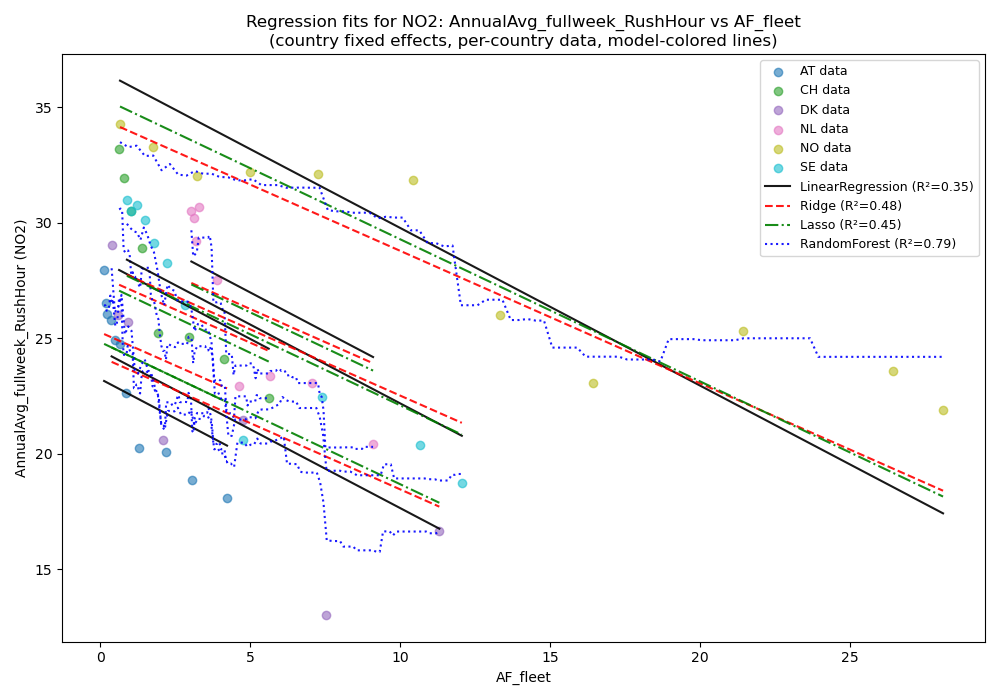 Regression fits for NO2: AnnualAvg_fullweek_RushHour vs AF_fleet
(country fixed effects, per-country data, model-colored lines)
AnnualAvg_fullweek_RushHour (NO2)
35
30
25
20
15
AT data
CH data
DK data
NL data
NO data
SE data
LinearRegression (R²=0.35)
Ridge (R²=0.48)
Lasso (R²=0.45)
RandomForest (R²=0.79)
0
5
10
15
20
25
AF_fleet